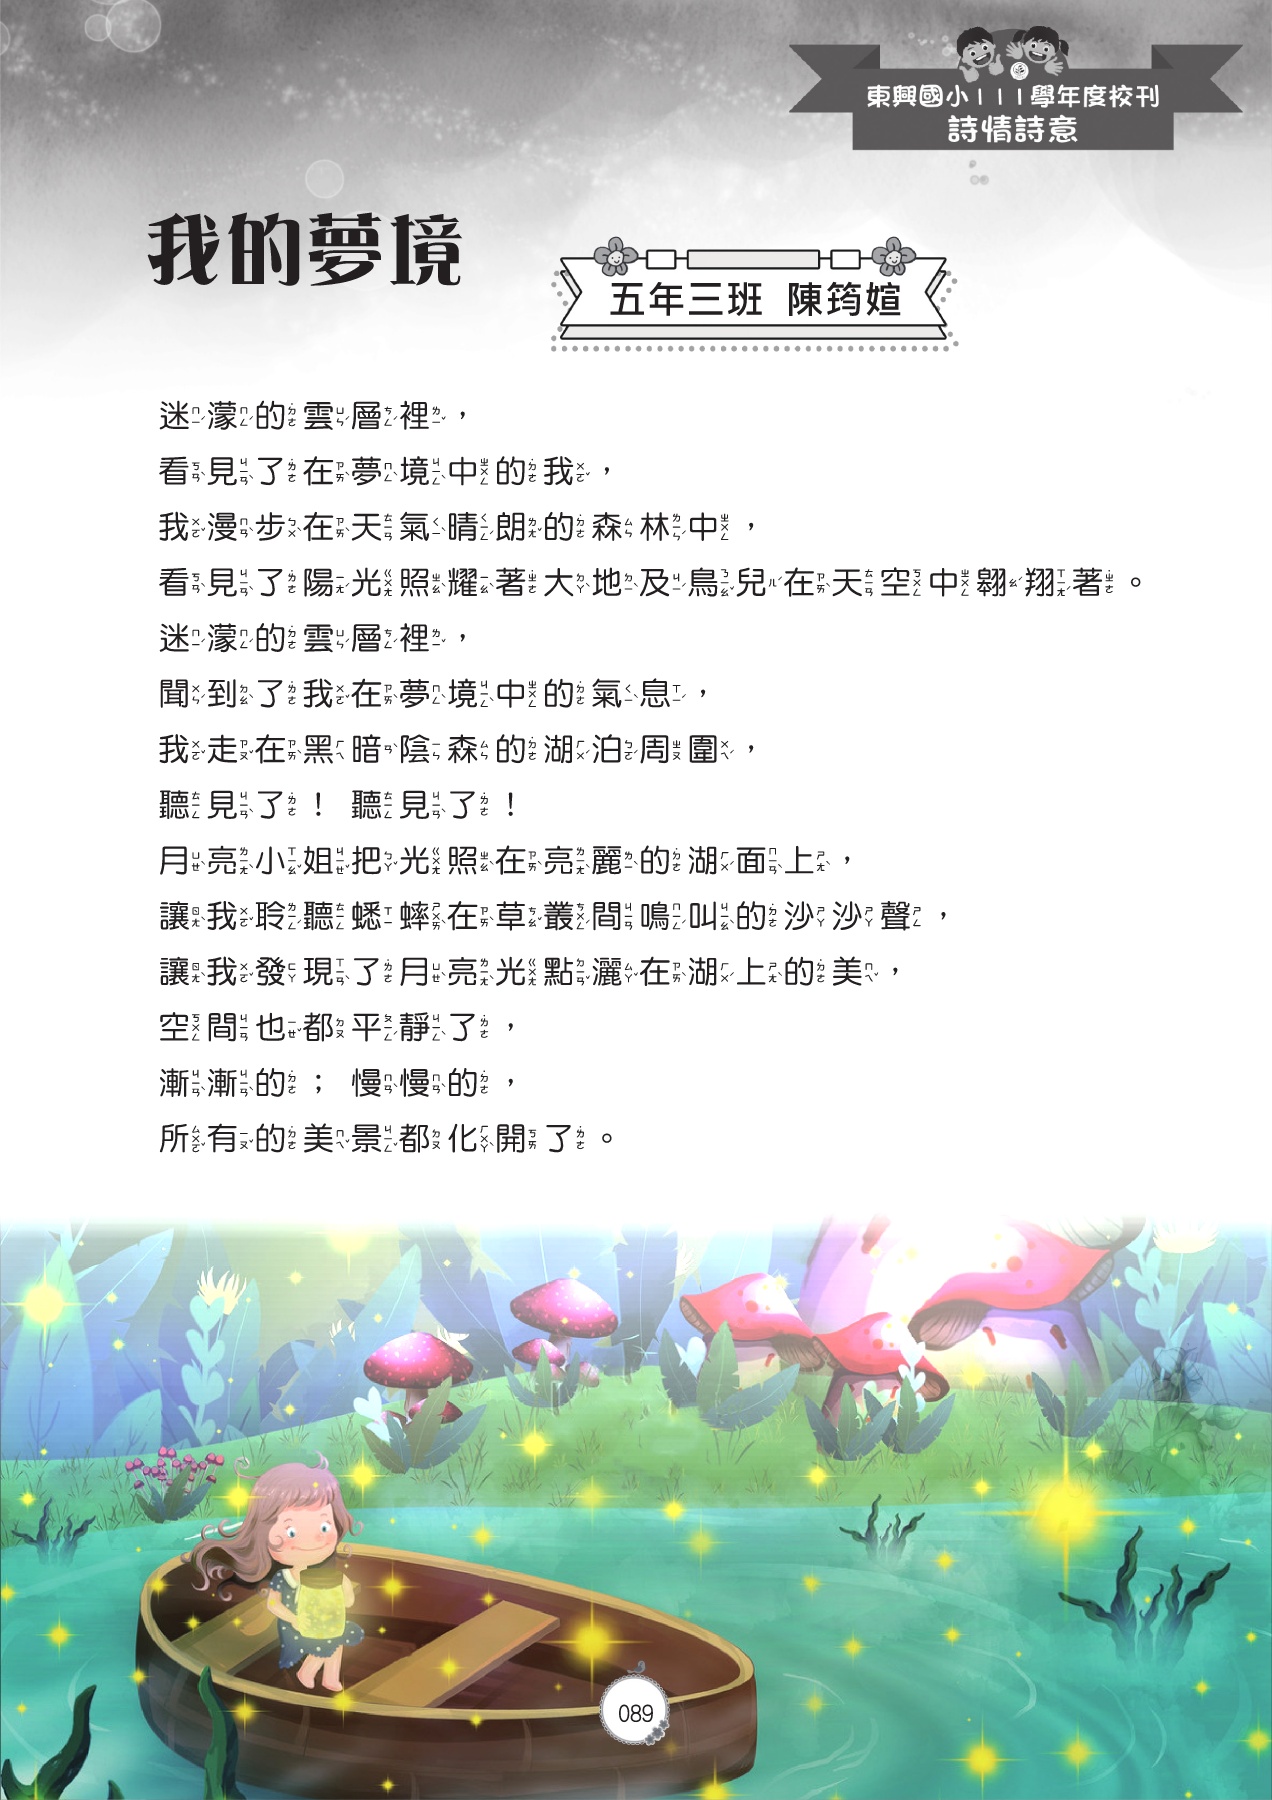 東興國小111學年度校刊
詩情詩意
我的夢境
五年三班 陳筠媗
迷濛的雲層裡，
看見了在夢境中的我，
我漫步在天氣晴朗的森林中，
看見了陽光照耀著大地及鳥兒在天空中翱翔著。
迷濛的雲層裡，
聞到了我在夢境中的氣息，
我走在黑暗陰森的湖泊周圍，
聽見了！ 聽見了！
月亮小姐把光照在亮麗的湖面上，
讓我聆聽蟋蟀在草叢間鳴叫的沙沙聲，
讓我發現了月亮光點灑在湖上的美，
空間也都平靜了，
漸漸的； 慢慢的，
所有的美景都化開了。
089